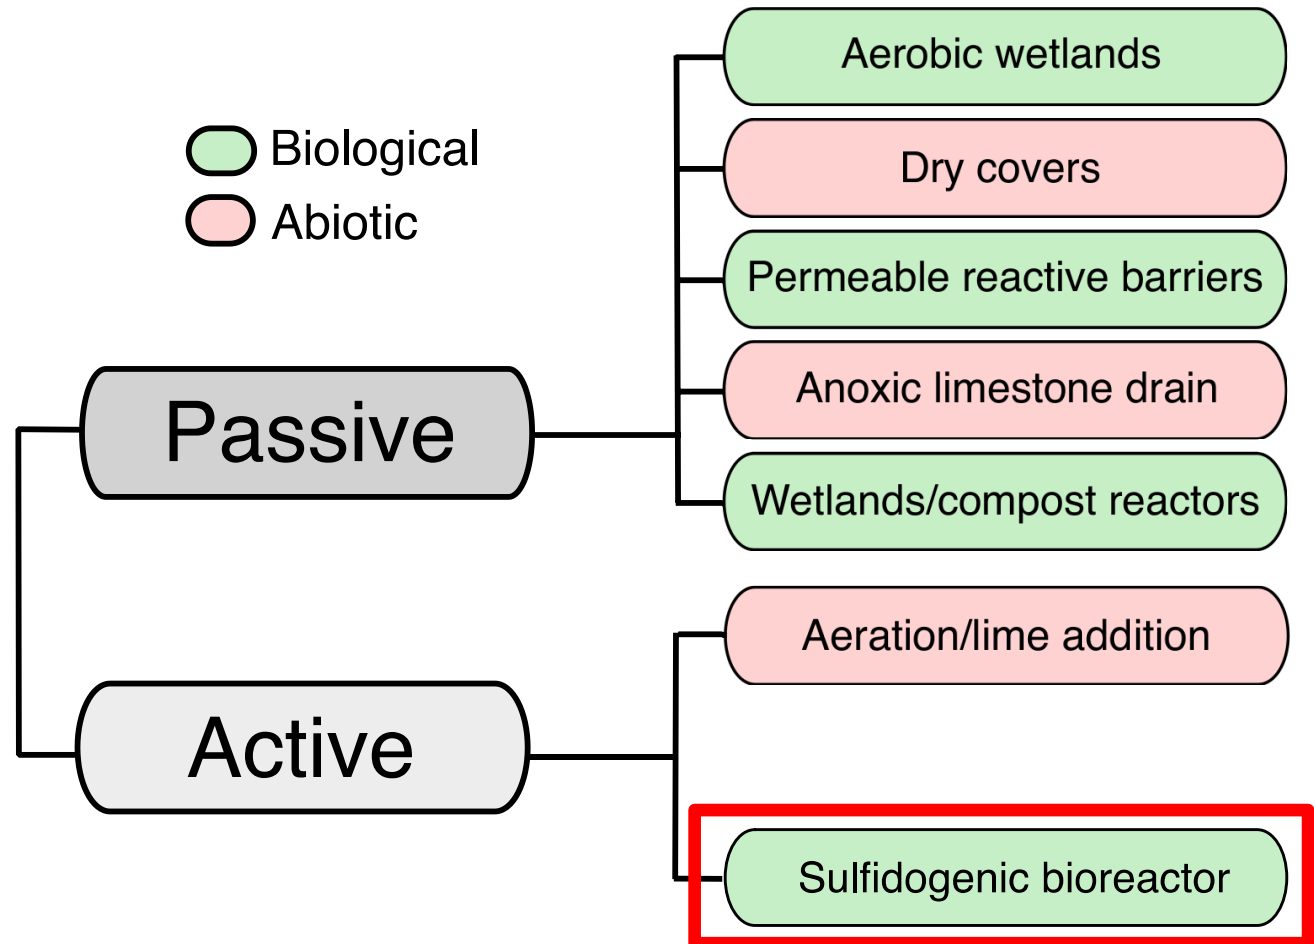 Aerobic wetlands
Biological
Dry covers
Abiotic
Permeable reactive barriers
Anoxic limestone drain
Passive
Wetlands/compost reactors
Aeration/lime addition
Active
Sulfidogenic bioreactor